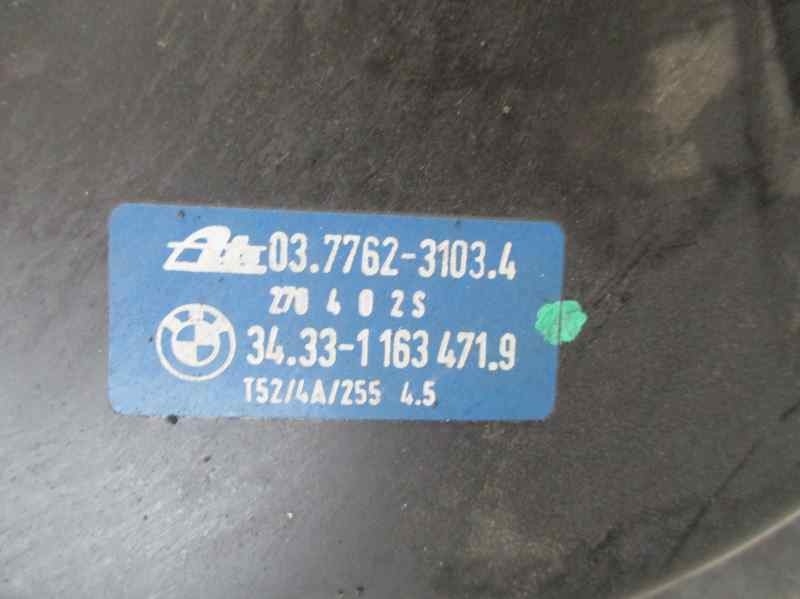 Ate 03.7762-3103.4
270 4 0 2S
34.33-1 163 471.9
T52/4A/255 4.5